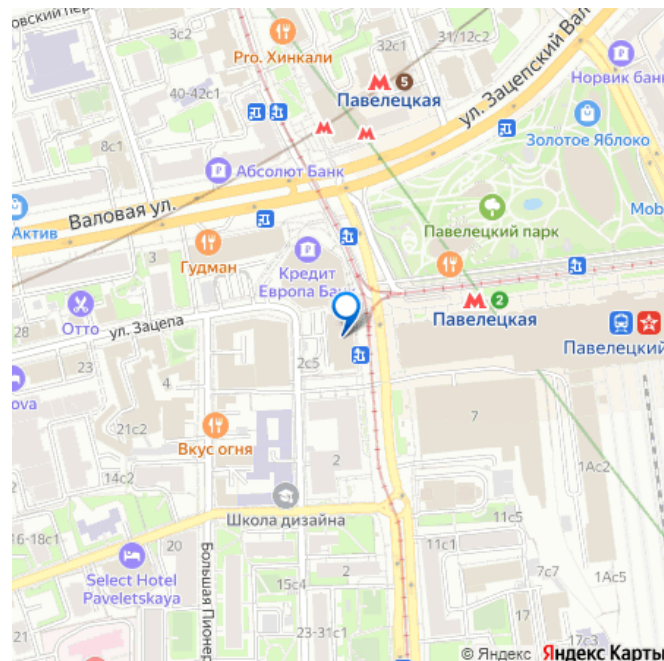 овский пер.
3с2
Pro. Хинкали
32с1
31/12с2
40-42с1
5
Павелецкая
ул. Зацепский Вал
Норвик банк
8с1
Золотое Яблоко
Абсолют Банк
Валовая ул.
Актив
Mob
Гудман
Павелецкий парк
Кредит
Европа Банк
2
Павелецкая
28
Отто
ул. Зацепа
Павелецкий
4
2с5
ova
21с2
7
Вкус огня
1Ас2
14с2
2
Школа дизайна
11с5
16-18с1
20
11с1
Select Hotel
Paveletskaya
Большая Пионер
15с4
2
7с7
1Ас5
23-31с1
17с3
© Яндекс Яндекс Карты